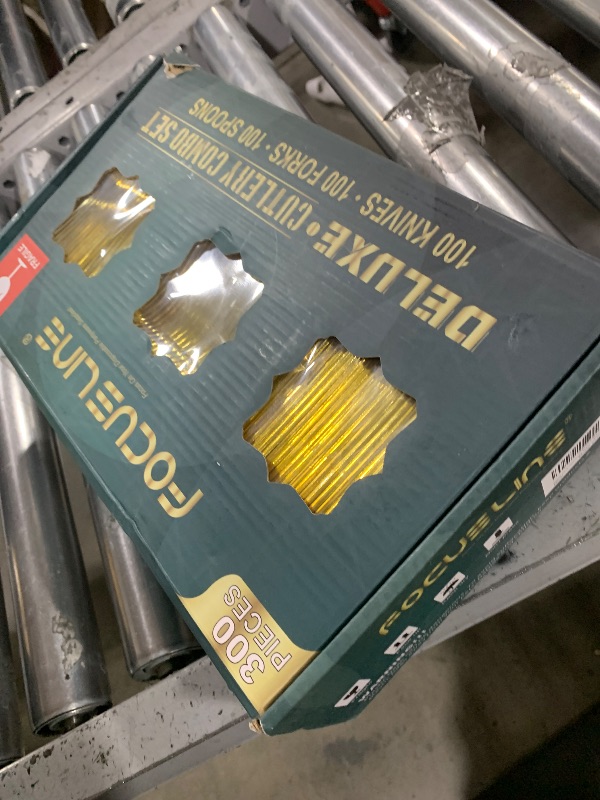 FOCUSLINE®
DELUXE • CUTLERY COMBO SET
100 KNIVES • 100 FORKS • 100 SPOONS
300
PIECES
FRAGILE
FOCUSLINE®